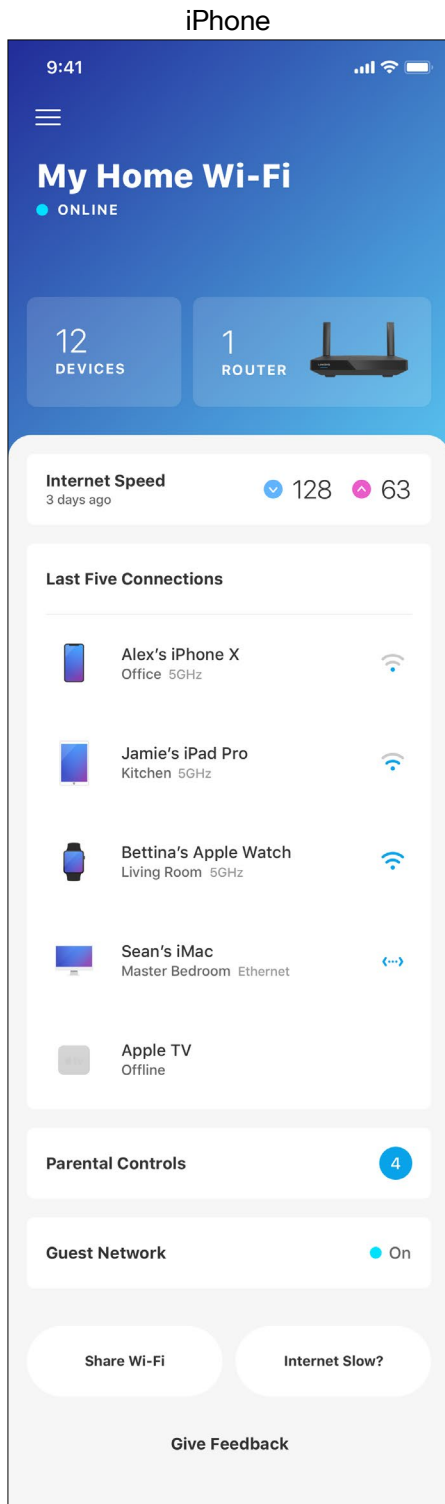 iPhone
9:41
My Home Wi-Fi
ONLINE
12
DEVICES
1
ROUTER
Internet Speed
3 days ago
128
63
Last Five Connections
Alex's iPhone X
Office 5GHz
Jamie's iPad Pro
Kitchen 5GHz
Bettina's Apple Watch
Living Room 5GHz
Sean's iMac
Master Bedroom Ethernet
Apple TV
Offline
Parental Controls
4
Guest Network
On
Share Wi-Fi
Internet Slow?
Give Feedback